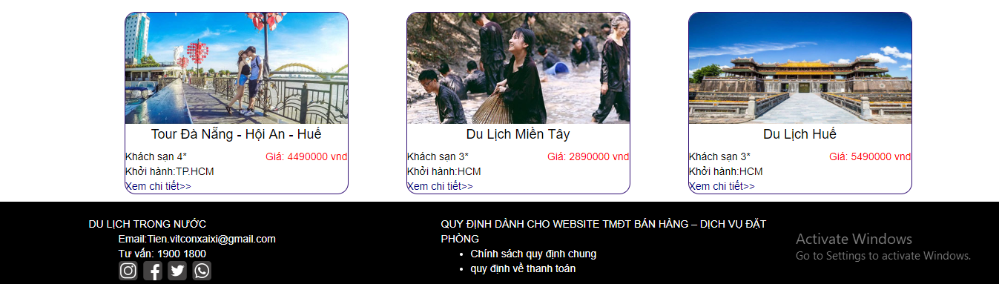 Tour Đà Nẵng - Hội An - Huế
Khách sạn 4* Giá: 4490000 vnd
Khởi hành:TP.HCM
Xem chi tiết>>
Du Lịch Miền Tây
Khách sạn 3* Giá: 2890000 vnd
Khởi hành:HCM
Xem chi tiết>>
Du Lịch Huế
Khách sạn 3* Giá: 5490000 vnd
Khởi hành:HCM
Xem chi tiết>>
DU LỊCH TRONG NƯỚC
Email:Tien.vitconxaixi@gmail.com
Tư vấn: 1900 1800
QUY ĐỊNH DÀNH CHO WEBSITE TMĐT BÁN HÀNG – DỊCH VỤ ĐẶT
PHÒNG
• Chính sách quy định chung
• quy định về thanh toán
Activate Windows
Go to Settings to activate Windows.